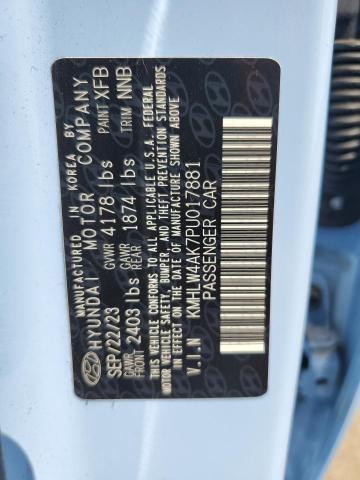 MANUFACTURED IN KOREA BY
HYUNDAI MOTOR COMPANY
SEP/22/23 GVWR 4178 lbs PAINT XFB
GAWR FRONT 2403 lbs GAWR REAR 1874 lbs TRIM NNB
THIS VEHICLE CONFORMS TO ALL APPLICABLE U.S.A. FEDERAL
MOTOR VEHICLE SAFETY, BUMPER, AND THEFT PREVENTION STANDARDS
IN EFFECT ON THE DATE OF MANUFACTURE SHOWN ABOVE
V.I.N KMHLW4AK7PU017881
PASSENGER CAR